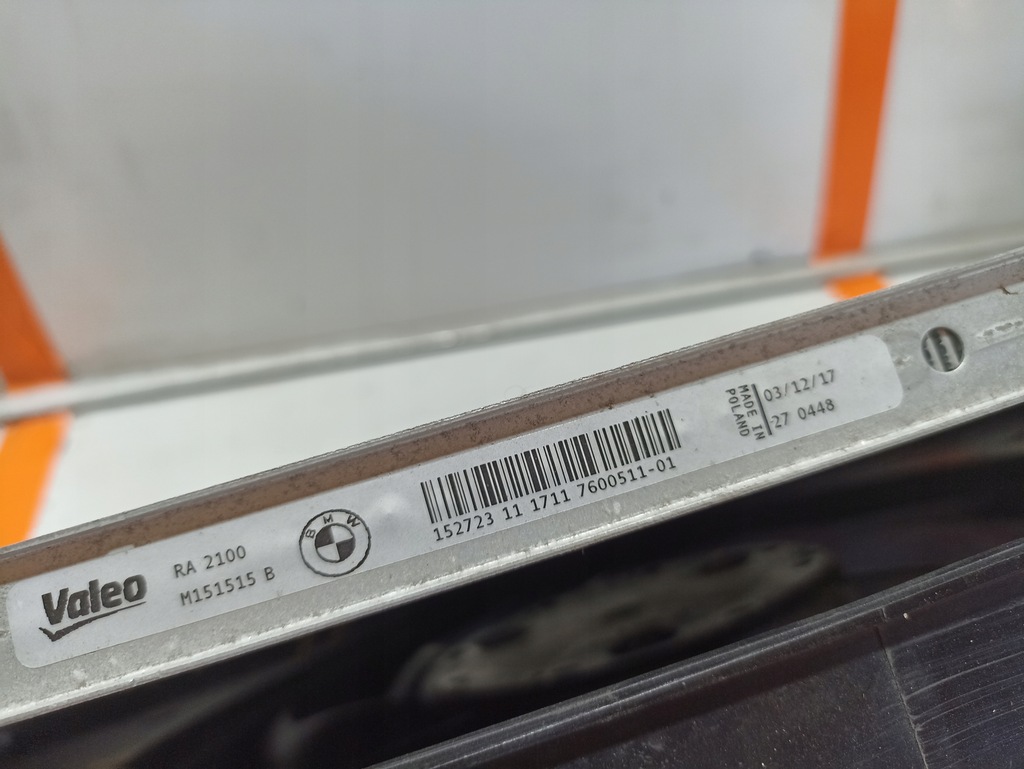 Valeo
RA 2100
M151515 B
BMW
152723 11 1711 7600511-01
MADE IN
POLAND
03/12/17
27 0448